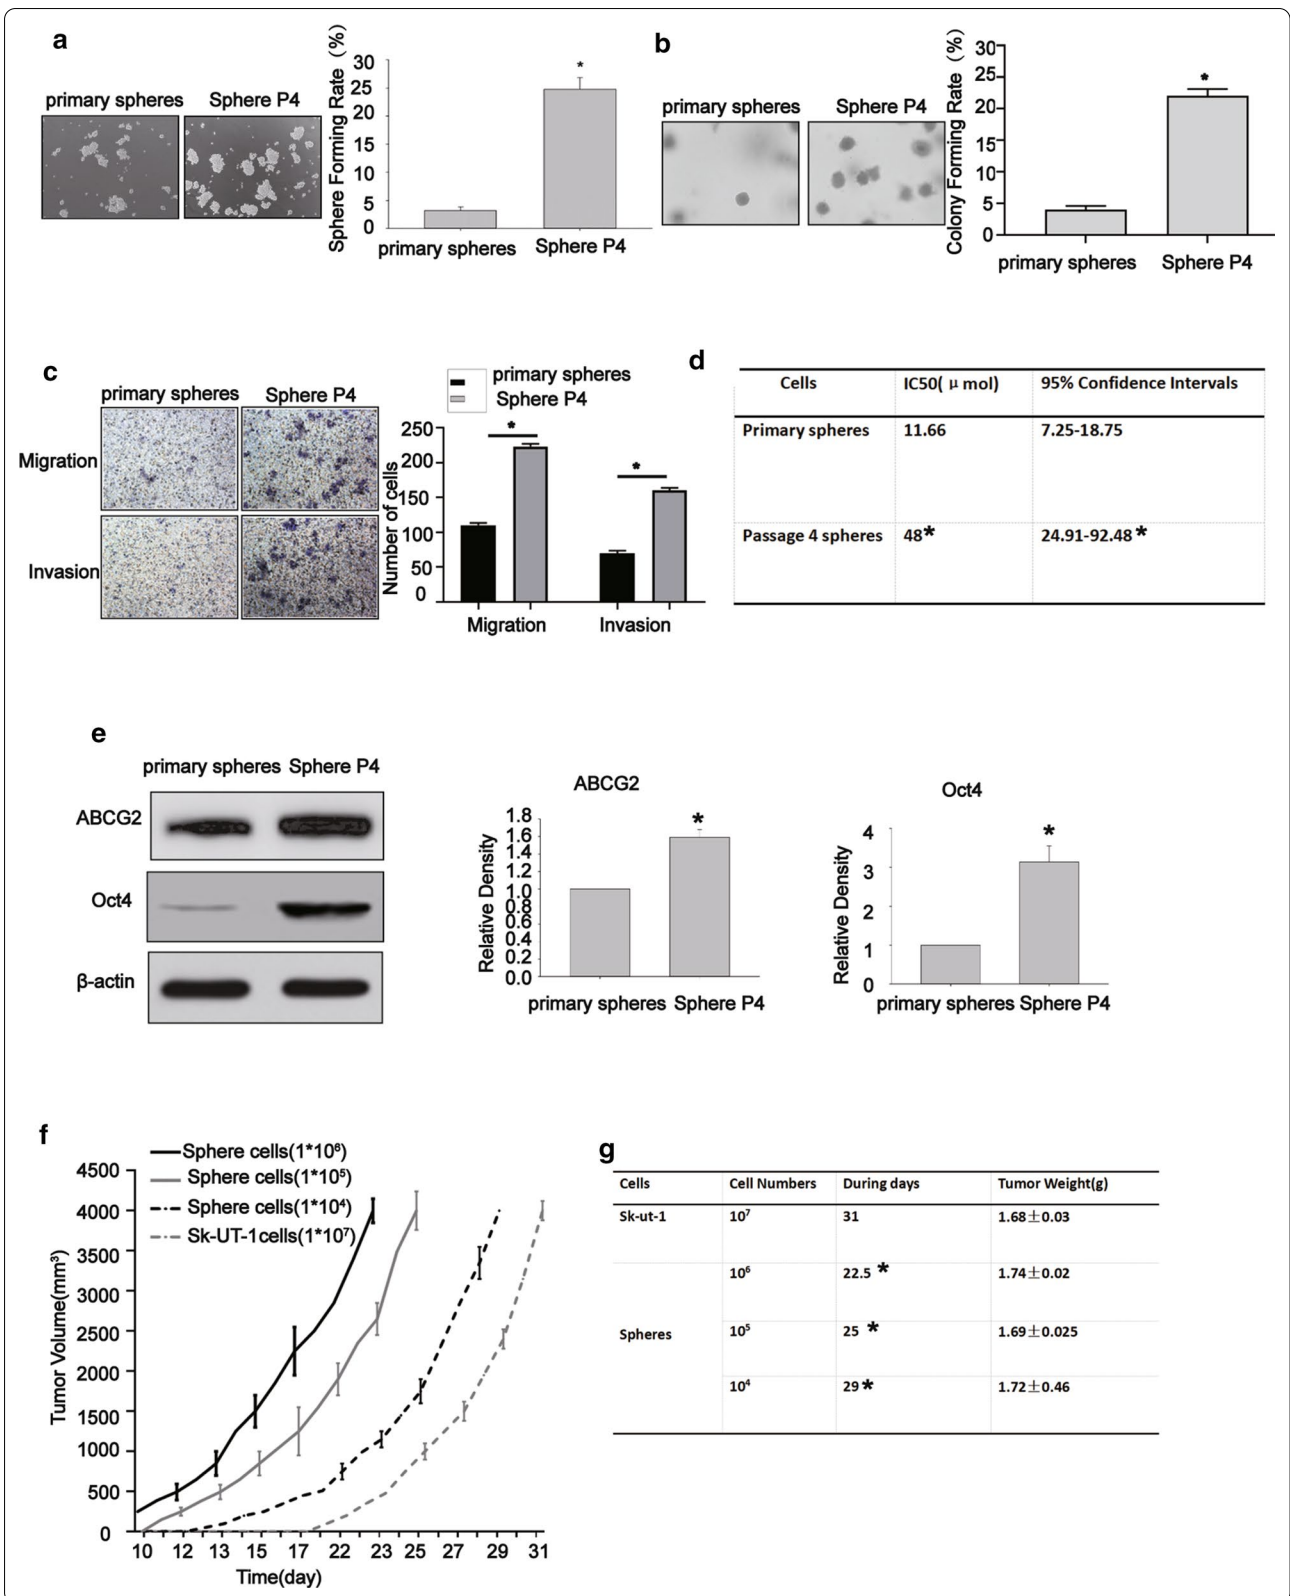 a
primary spheres Sphere P4
Sphere Forming Rate (%)
30
25
20
15
10
5
0
*
primary spheres Sphere P4
b
primary spheres Sphere P4
Colony Forming Rate (%)
30
25
20
15
10
5
0
*
primary spheres Sphere P4
c
primary spheres Sphere P4
Migration
Invasion
primary spheres
Sphere P4
Number of cells
250
200
150
100
50
0
*
*
Migration Invasion
d
Cells IC50( μ mol) 95% Confidence Intervals
Primary spheres 11.66 7.25-18.75
Passage 4 spheres 48* 24.91-92.48*
e
primary spheres Sphere P4
ABCG2
Oct4
β-actin
ABCG2
Relative Density
1.8
1.6
1.4
1.2
1.0
0.8
0.6
0.4
0.2
0.0
*
primary spheres Sphere P4
Oct4
Relative Density
4
3
2
1
0
*
primary spheres Sphere P4
f
Sphere cells(1*10⁶)
Sphere cells(1*10⁵)
Sphere cells(1*10⁴)
Sk-UT-1cells(1*10⁷)
Tumor Volume(mm³)
4500
4000
3500
3000
2500
2000
1500
1000
500
0
10 12 13 15 17 22 23 25 27 29 31
Time(day)
g
Cells Cell Numbers During days Tumor Weight(g)
Sk-ut-1 10⁷ 31 1.68±0.03
10⁶ 22.5 * 1.74±0.02
Spheres 10⁵ 25 * 1.69±0.025
10⁴ 29* 1.72±0.46